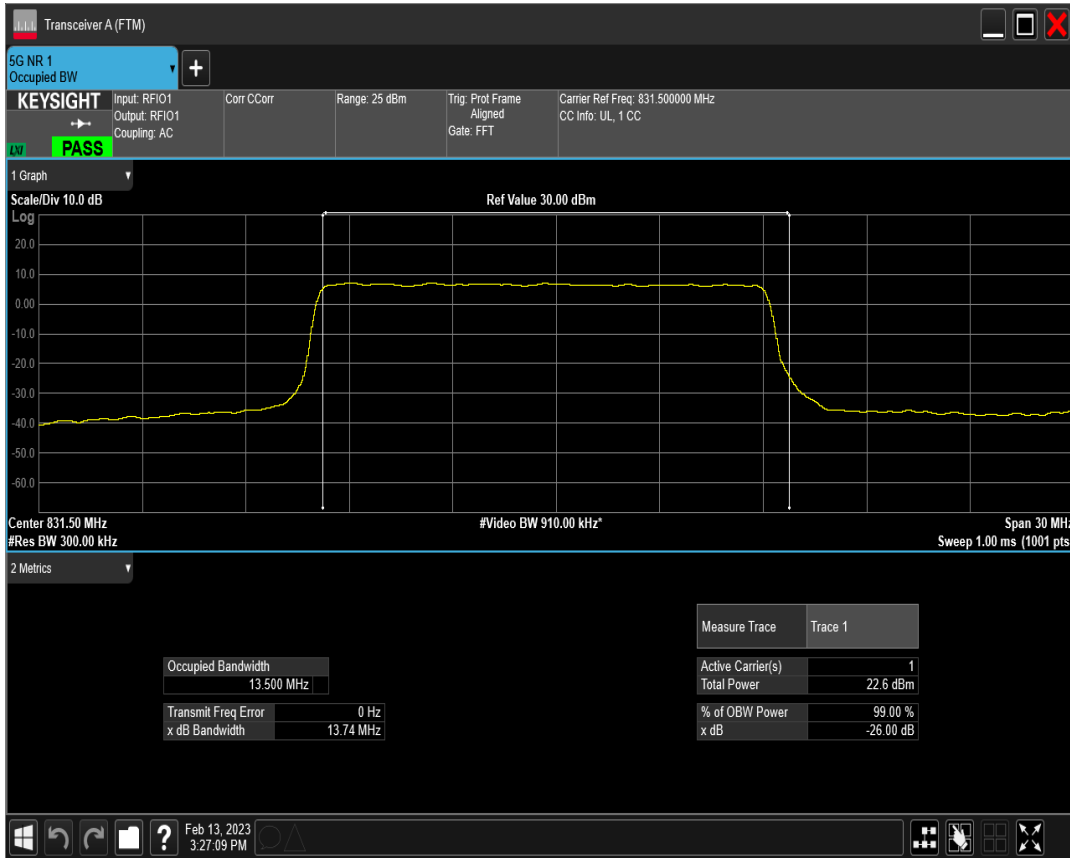 Transceiver A (FTM)
5G NR 1
Occupied BW
+
KEYSIGHT
LXI
PASS
Input: RFIO1
Output: RFIO1
Coupling: AC
Corr CCorr
Range: 25 dBm
Trig: Prot Frame
Aligned
Gate: FFT
Carrier Ref Freq: 831.500000 MHz
CC Info: UL, 1 CC
1 Graph
Scale/Div 10.0 dB
Ref Value 30.00 dBm
Log
20.0
10.0
0.00
-10.0
-20.0
-30.0
-40.0
-50.0
-60.0
Center 831.50 MHz
#Video BW 910.00 kHz*
Span 30 MHz
#Res BW 300.00 kHz
Sweep 1.00 ms (1001 pts
2 Metrics
Measure Trace Trace 1
Occupied Bandwidth
13.500 MHz
Active Carrier(s) 1
Total Power 22.6 dBm
Transmit Freq Error 0 Hz
x dB Bandwidth 13.74 MHz
% of OBW Power 99.00 %
x dB -26.00 dB
?
Feb 13, 2023
3:27:09 PM